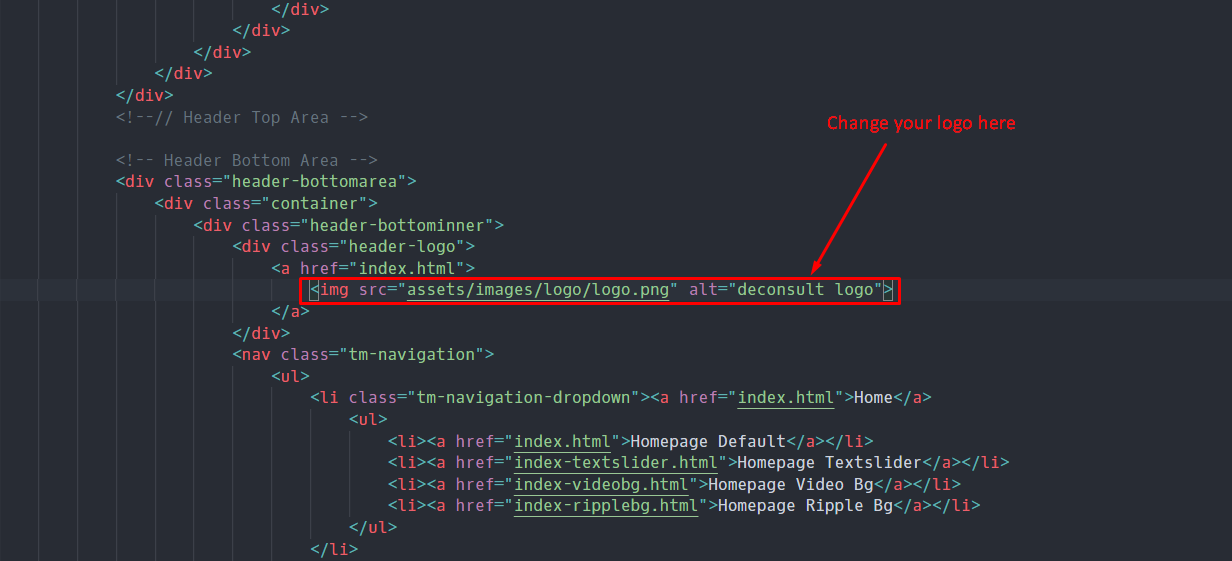 </div>
</div>
</div>
</div>
</div>
<!--// Header Top Area -->
Change your logo here
<!-- Header Bottom Area -->
<div class="header-bottomarea">
<div class="container">
<div class="header-bottominner">
<div class="header-logo">
<a href="index.html">
<img src="assets/images/logo/logo.png" alt="deconsult logo">
</a>
</div>
<nav class="tm-navigation">
<ul>
<li class="tm-navigation-dropdown"><a href="index.html">Home</a>
<ul>
<li><a href="index.html">Homepage Default</a></li>
<li><a href="index-textslider.html">Homepage Textslider</a></li>
<li><a href="index-videobg.html">Homepage Video Bg</a></li>
<li><a href="index-ripplebg.html">Homepage Ripple Bg</a></li>
</ul>
</li>